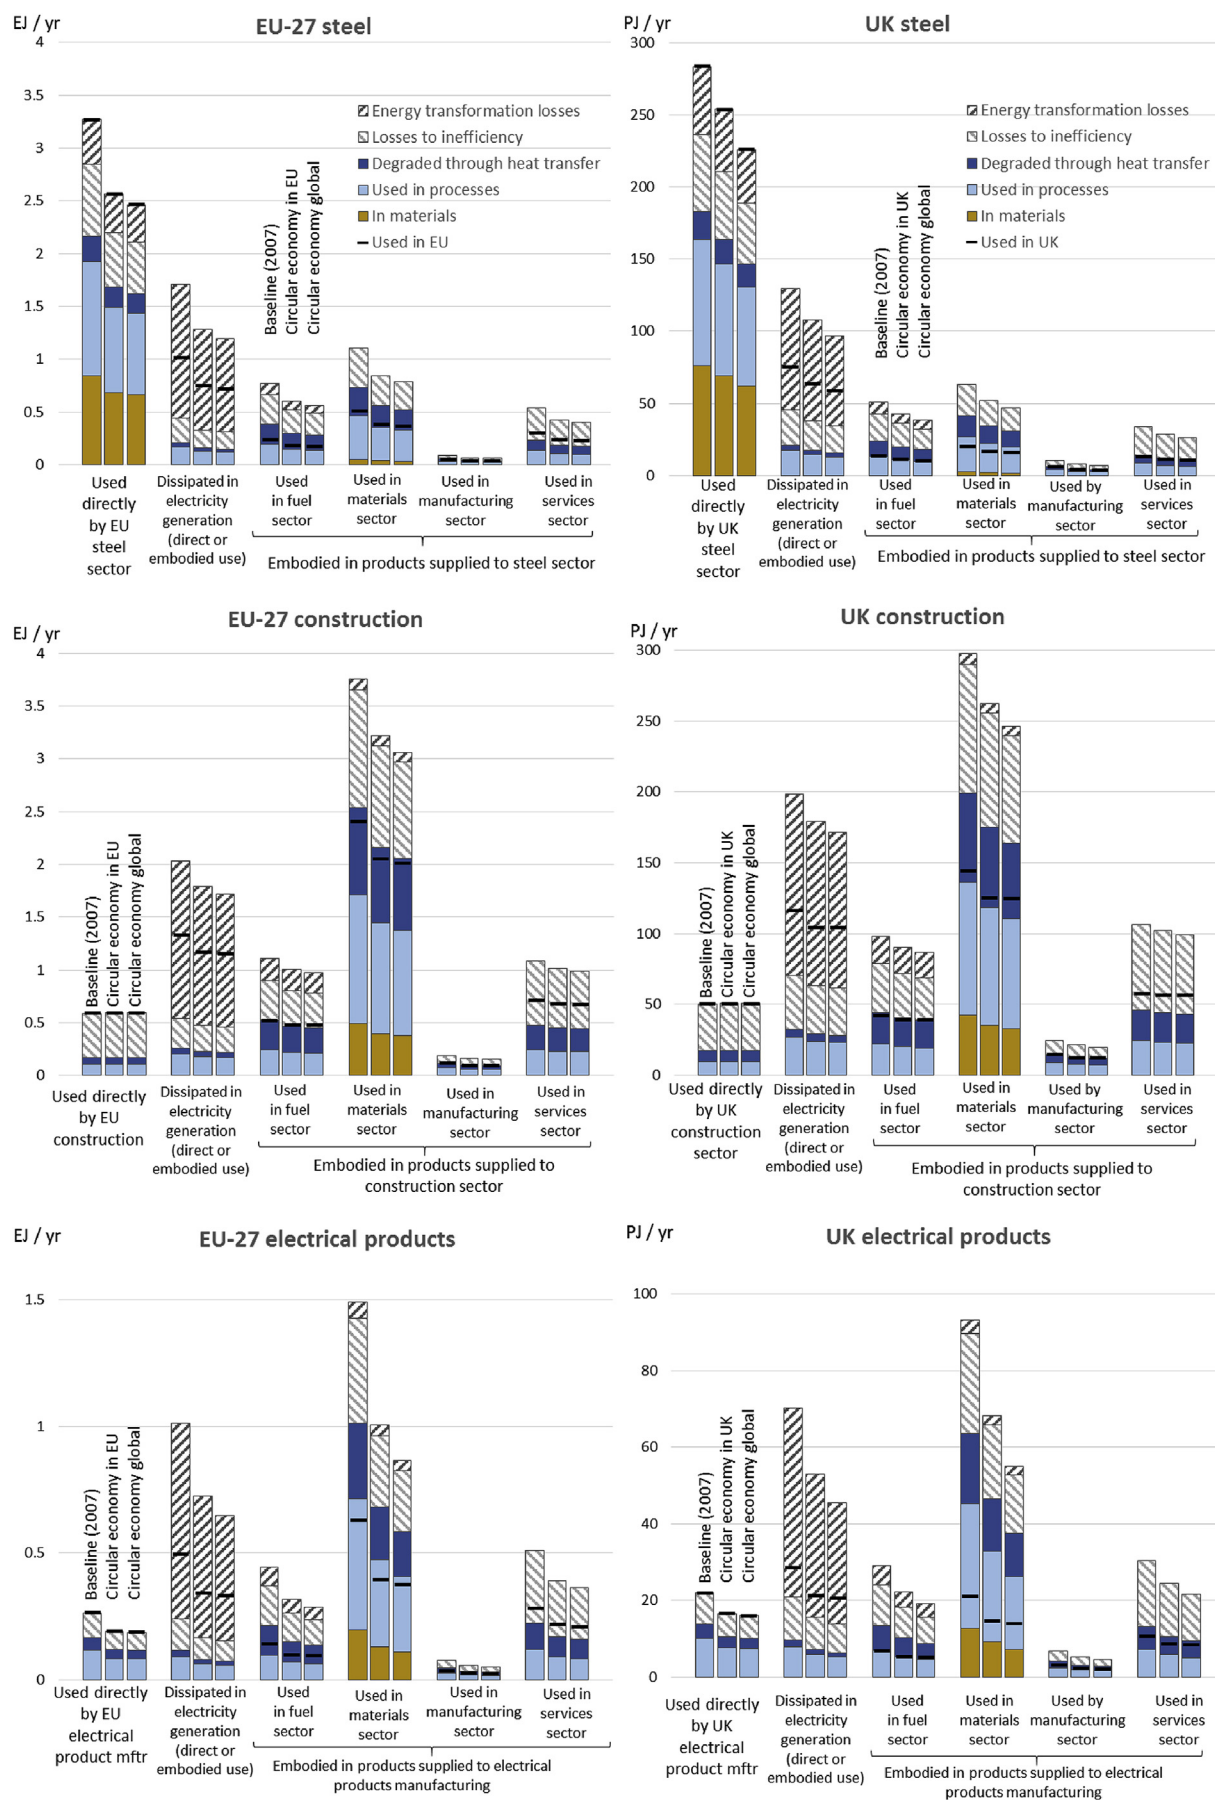 EJ / yr
EU-27 steel
4
3.5
3
2.5
2
1.5
1
0.5
0
Energy transformation losses
Losses to inefficiency
Degraded through heat transfer
Used in processes
In materials
Used in EU
Baseline (2007)
Circular economy in EU
Circular economy global
Used
directly
by EU
steel
sector
Dissipated in
electricity
generation
(direct or
embodied use)
Used
in fuel
sector
Used in
materials
sector
Used in
manufacturing
sector
Used in
services
sector
Embodied in products supplied to steel sector
PJ / yr
UK steel
300
250
200
150
100
50
0
Energy transformation losses
Losses to inefficiency
Degraded through heat transfer
Used in processes
In materials
Used in UK
Baseline (2007)
Circular economy in UK
Circular economy global
Used
directly
by UK
steel
sector
Dissipated in
electricity
generation
(direct or
embodied use)
Used
in fuel
sector
Used in
materials
sector
Used by
manufacturing
sector
Used in
services
sector
Embodied in products supplied to steel sector
EJ / yr
EU-27 construction
4
3.5
3
2.5
2
1.5
1
0.5
0
Baseline (2007)
Circular economy in EU
Circular economy global
Used directly
by EU
construction
Dissipated in
electricity
generation
(direct or
embodied use)
Used
in fuel
sector
Used in
materials
sector
Used in
manufacturing
sector
Used in
services
sector
Embodied in products supplied to
construction sector
PJ / yr
UK construction
300
250
200
150
100
50
0
Baseline (2007)
Circular economy in UK
Circular economy global
Used directly
by UK
construction
sector
Dissipated in
electricity
generation
(direct or
embodied use)
Used
in fuel
sector
Used in
materials
sector
Used by
manufacturing
sector
Used in
services
sector
Embodied in products supplied to
construction sector
EJ / yr
EU-27 electrical products
1.5
1
0.5
0
Baseline (2007)
Circular economy in EU
Circular economy global
Used directly
by EU
electrical
product mftr
Dissipated in
electricity
generation
(direct or
embodied use)
Used
in fuel
sector
Used in
materials
sector
Used in
manufacturing
sector
Used in
services
sector
Embodied in products supplied to electrical
products manufacturing
PJ / yr
UK electrical products
100
80
60
40
20
0
Baseline (2007)
Circular economy in UK
Circular economy global
Used directly
by UK
electrical
product mftr
Dissipated in
electricity
generation
(direct or
embodied use)
Used
in fuel
sector
Used in
materials
sector
Used by
manufacturing
sector
Used in
services
sector
Embodied in products supplied to electrical
products manufacturing